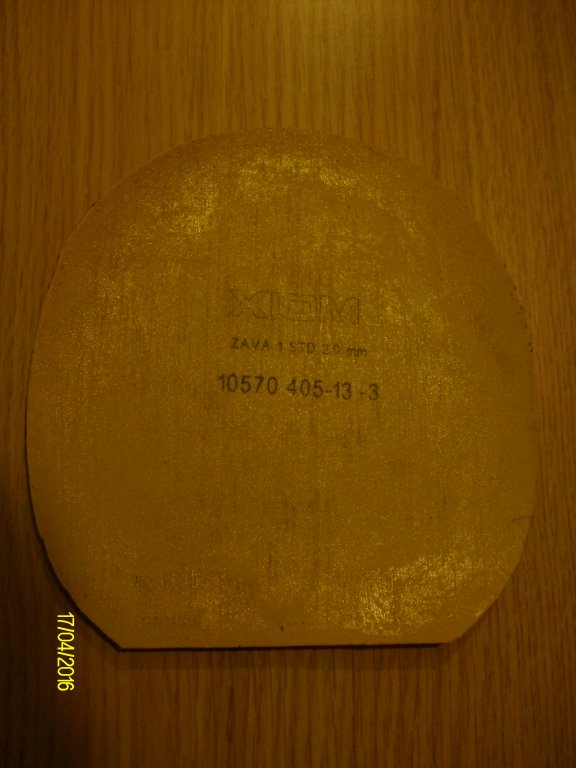 XIOM
ZAVA 1 STD 2.0 mm
10570 405-13 -3
17/04/2016